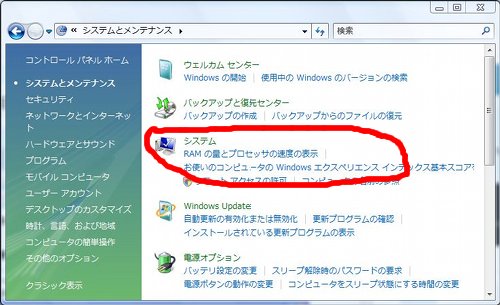 システムとメンテナンス
検索
コントロール パネル ホーム
システムとメンテナンス
セキュリティ
ネットワークとインターネッ
ト
ハードウェアとサウンド
プログラム
モバイル コンピュータ
ユーザー アカウント
デスクトップのカスタマイズ
時計、言語、および地域
コンピュータの簡単操作
その他のオプション
クラシック表示
ウェルカム センター
Windows の開始 使用中の Windows のバージョンの検索
バックアップと復元センター
バックアップの作成 バックアップからのファイルの復元
システム
RAM の量とプロセッサの速度の表示
お使いのコンピュータの Windows エクスペリエンス インデックス基本スコアを
アクセスの許可
Windows Update
自動更新の有効化または無効化 更新プログラムの確認
インストールされている更新プログラムの表示
電源オプション
バッテリ設定の変更 スリープ解除時のパスワードの要求
電源ボタンの動作の変更 コンピュータをスリープ状態にする時間の変更